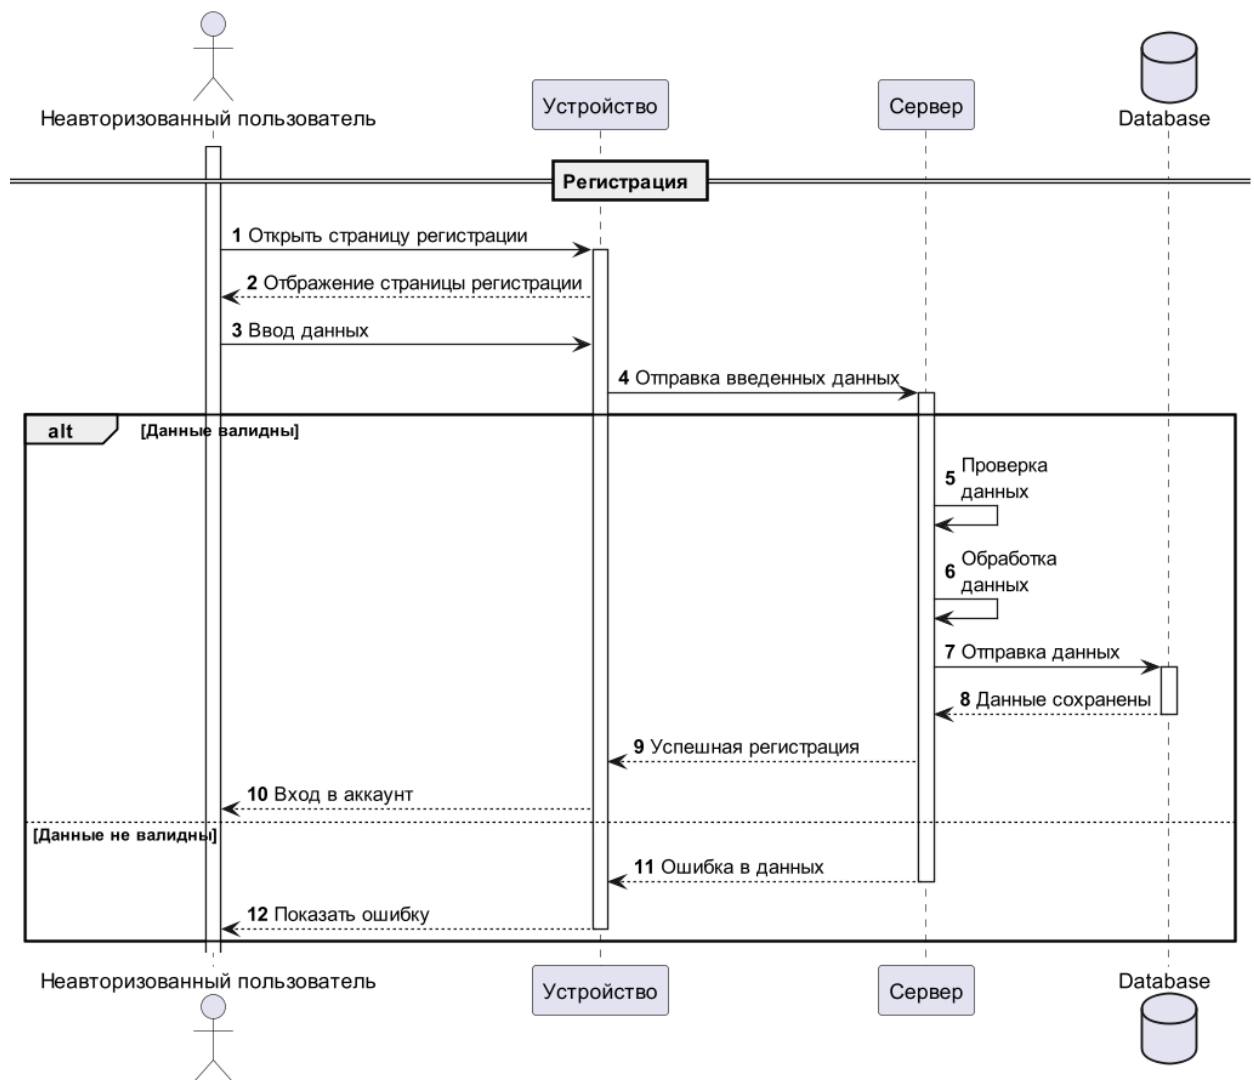 Неавторизованный пользователь
Устройство
Сервер
Database
Регистрация
1 Открыть страницу регистрации
2 Отбражение страницы регистрации
3 Ввод данных
4 Отправка введенных данных
alt [Данные валидны]
5 Проверка
данных
6 Обработка
данных
7 Отправка данных
8 Данные сохранены
9 Успешная регистрация
10 Вход в аккаунт
[Данные не валидны]
11 Ошибка в данных
12 Показать ошибку
Неавторизованный пользователь
Устройство
Сервер
Database